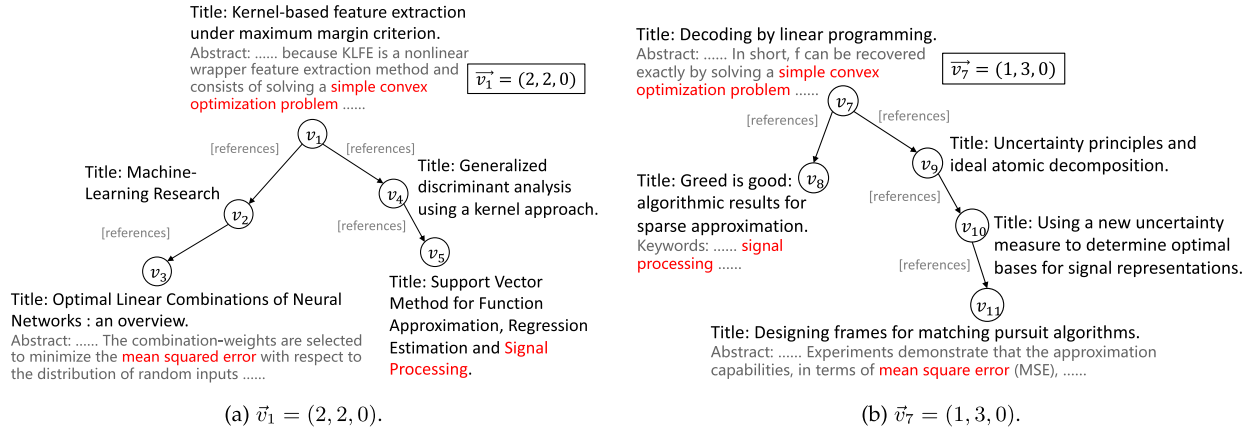 Title: Kernel-based feature extraction
under maximum margin criterion.
Abstract: ...... because KLFE is a nonlinear
wrapper feature extraction method and
consists of solving a simple convex
optimization problem ......
$\overrightarrow{v_1} = (2, 2, 0)$
v₁
[references]
[references]
Title: Machine-
Learning Research
v₂
Title: Generalized
discriminant analysis
using a kernel approach.
v₄
[references]
[references]
v₃
v₅
Title: Optimal Linear Combinations of Neural
Networks : an overview.
Abstract: ...... The combination-weights are selected
to minimize the mean squared error with respect to
the distribution of random inputs ......
Title: Support Vector
Method for Function
Approximation, Regression
Estimation and Signal
Processing.
(a) $\vec{v}_1 = (2, 2, 0)$.
Title: Decoding by linear programming.
Abstract: ...... In short, f can be recovered
exactly by solving a simple convex
optimization problem ......
$\overrightarrow{v_7} = (1, 3, 0)$
v₇
[references]
[references]
v₈
v₉
Title: Uncertainty principles and
ideal atomic decomposition.
Title: Greed is good:
algorithmic results for
sparse approximation.
Keywords: ...... signal
processing ......
[references]
v₁₀
Title: Using a new uncertainty
measure to determine optimal
bases for signal representations.
[references]
v₁₁
Title: Designing frames for matching pursuit algorithms.
Abstract: ...... Experiments demonstrate that the approximation
capabilities, in terms of mean square error (MSE), ......
(b) $\vec{v}_7 = (1, 3, 0)$.